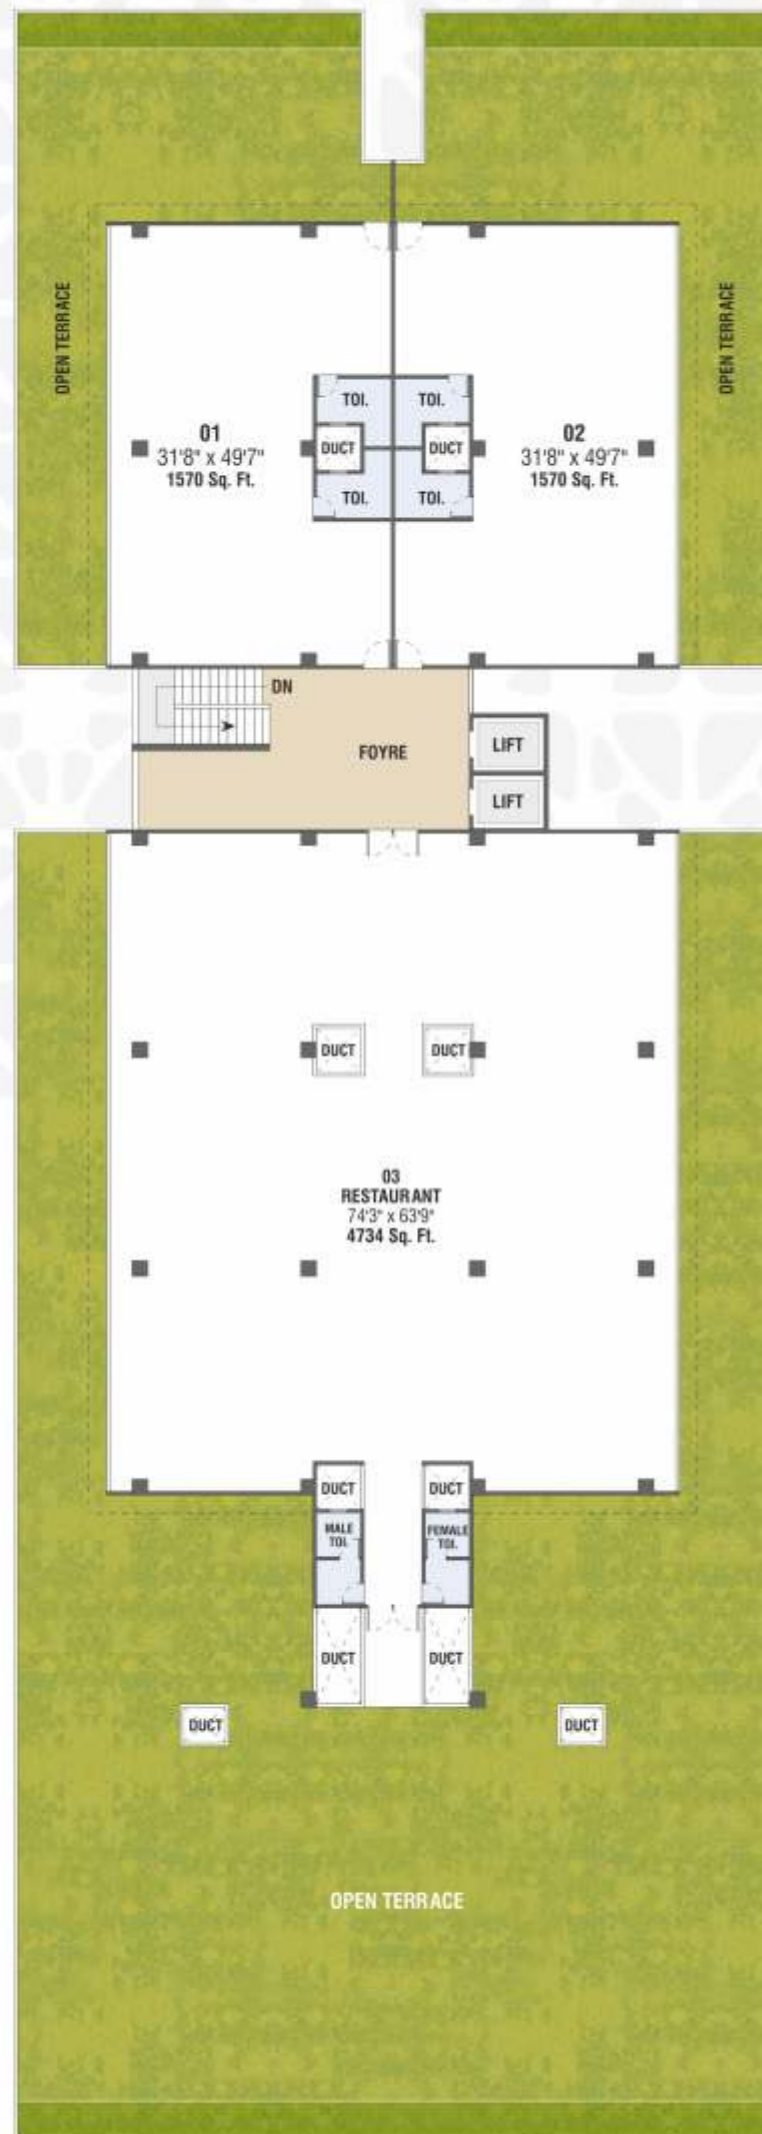 OPEN TERRACE
OPEN TERRACE
TOI.
TOI.
01
31'8" x 49'7"
1570 Sq. Ft.
DUCT
DUCT
02
31'8" x 49'7"
1570 Sq. Ft.
TOI.
TOI.
DN
FOYRE
LIFT
LIFT
DUCT
DUCT
03
RESTAURANT
74'3" x 63'9"
4734 Sq. Ft.
DUCT
DUCT
MALE
TOI.
FEMALE
TOI.
DUCT
DUCT
DUCT
DUCT
OPEN TERRACE